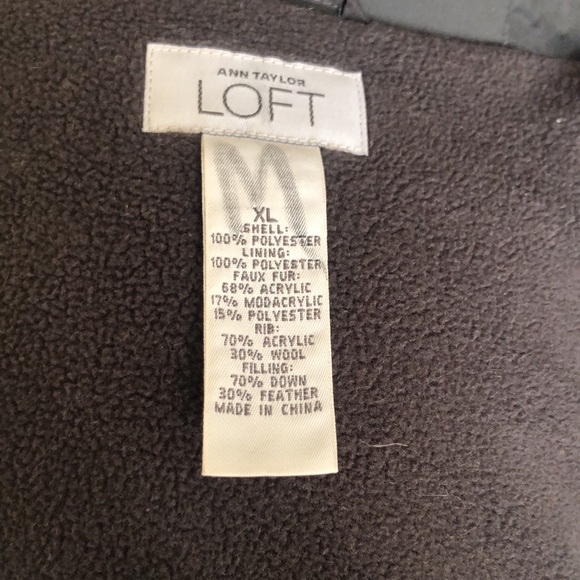 ANN TAYLOR
LOFT
M
XL
SHELL:
100% POLYESTER
LINING:
100% POLYESTER
FAUX FUR:
68% ACRYLIC
17% MODACRYLIC
15% POLYESTER
RIB:
70% ACRYLIC
30% WOOL
FILLING:
70% DOWN
30% FEATHER
MADE IN CHINA